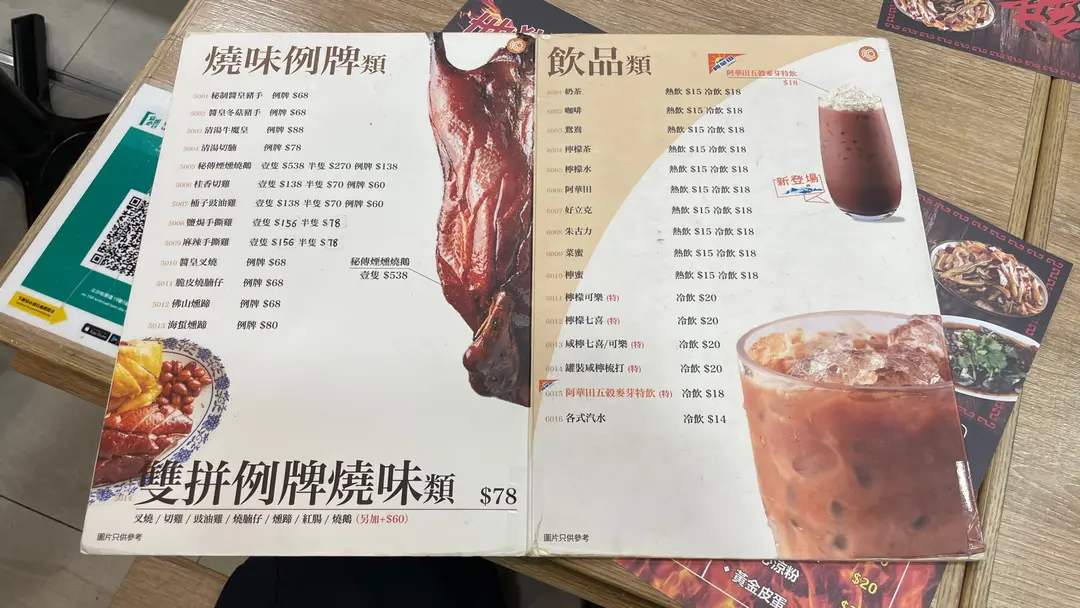 燒味例牌類
5001 秘制醬皇豬手 例牌 $68
5002 醬皇冬菇豬手 例牌 $68
5003 清湯牛魔皇 例牌 $88
5004 清湯切腩 例牌 $78
5005 秘傳煙燻燒鵝 壹隻 $538 半隻 $270 例牌 $138
5006 桂香切雞 壹隻 $138 半隻 $70 例牌 $60
5007 桶子豉油雞 壹隻 $138 半隻 $70 例牌 $60
5008 鹽焗手撕雞 壹隻 $156 半隻 $78
5009 麻辣手撕雞 壹隻 $156 半隻 $78
5010 醬皇叉燒 例牌 $68
5011 脆皮燒腩仔 例牌 $68
5012 佛山燻蹄 例牌 $68
5013 海蜇燻蹄 例牌 $80
秘傳煙燻燒鵝
壹隻 $538
5014 雙拼例牌燒味類 $78
叉燒 / 切雞 / 豉油雞 / 燒腩仔 / 燻蹄 / 紅腸 / 燒鵝 (另加+$60)
圖片只供參考
飲品類
阿華田五穀麥芽特飲
$18
新登場
6001 奶茶 熱飲 $15 冷飲 $18
6002 咖啡 熱飲 $15 冷飲 $18
6003 鴛鴦 熱飲 $15 冷飲 $18
6004 檸檬茶 熱飲 $15 冷飲 $18
6005 檸檬水 熱飲 $15 冷飲 $18
6006 阿華田 熱飲 $15 冷飲 $18
6007 好立克 熱飲 $15 冷飲 $18
6008 朱古力 熱飲 $15 冷飲 $18
6009 菜蜜 熱飲 $15 冷飲 $18
6010 檸蜜 熱飲 $15 冷飲 $18
6011 檸檬可樂 (特) 冷飲 $20
6012 檸檬七喜 (特) 冷飲 $20
6013 咸檸七喜/可樂 (特) 冷飲 $20
6014 罐裝咸檸梳打 (特) 冷飲 $20
6015 阿華田五穀麥芽特飲 (特) 冷飲 $18
6016 各式汽水 冷飲 $14
圖片只供參考
涼粉
$20
黃金皮蛋